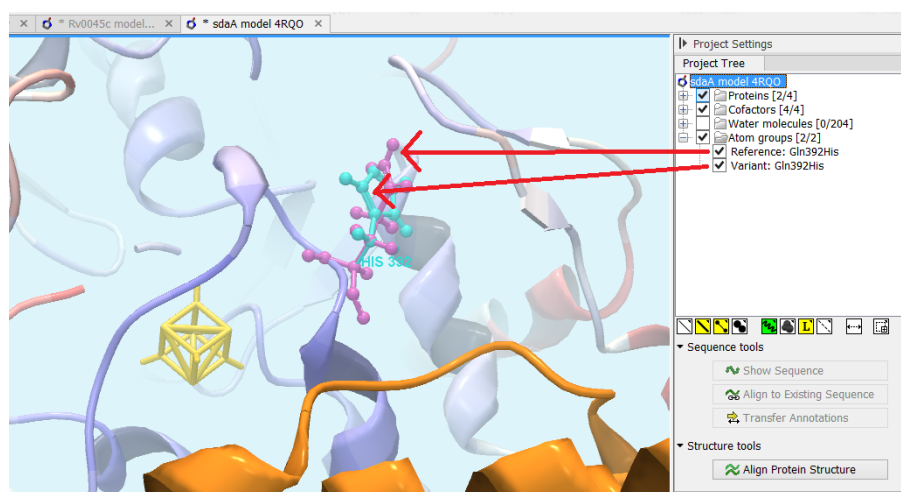 * Rv0045c model...
* sdaA model 4RQO
Project Settings
Project Tree
sdaA model 4RQO
Proteins [2/4]
Cofactors [4/4]
Water molecules [0/204]
Atom groups [2/2]
Reference: Gln392His
Variant: Gln392His
HIS 392
L
Sequence tools
Show Sequence
Align to Existing Sequence
Transfer Annotations
Structure tools
Align Protein Structure